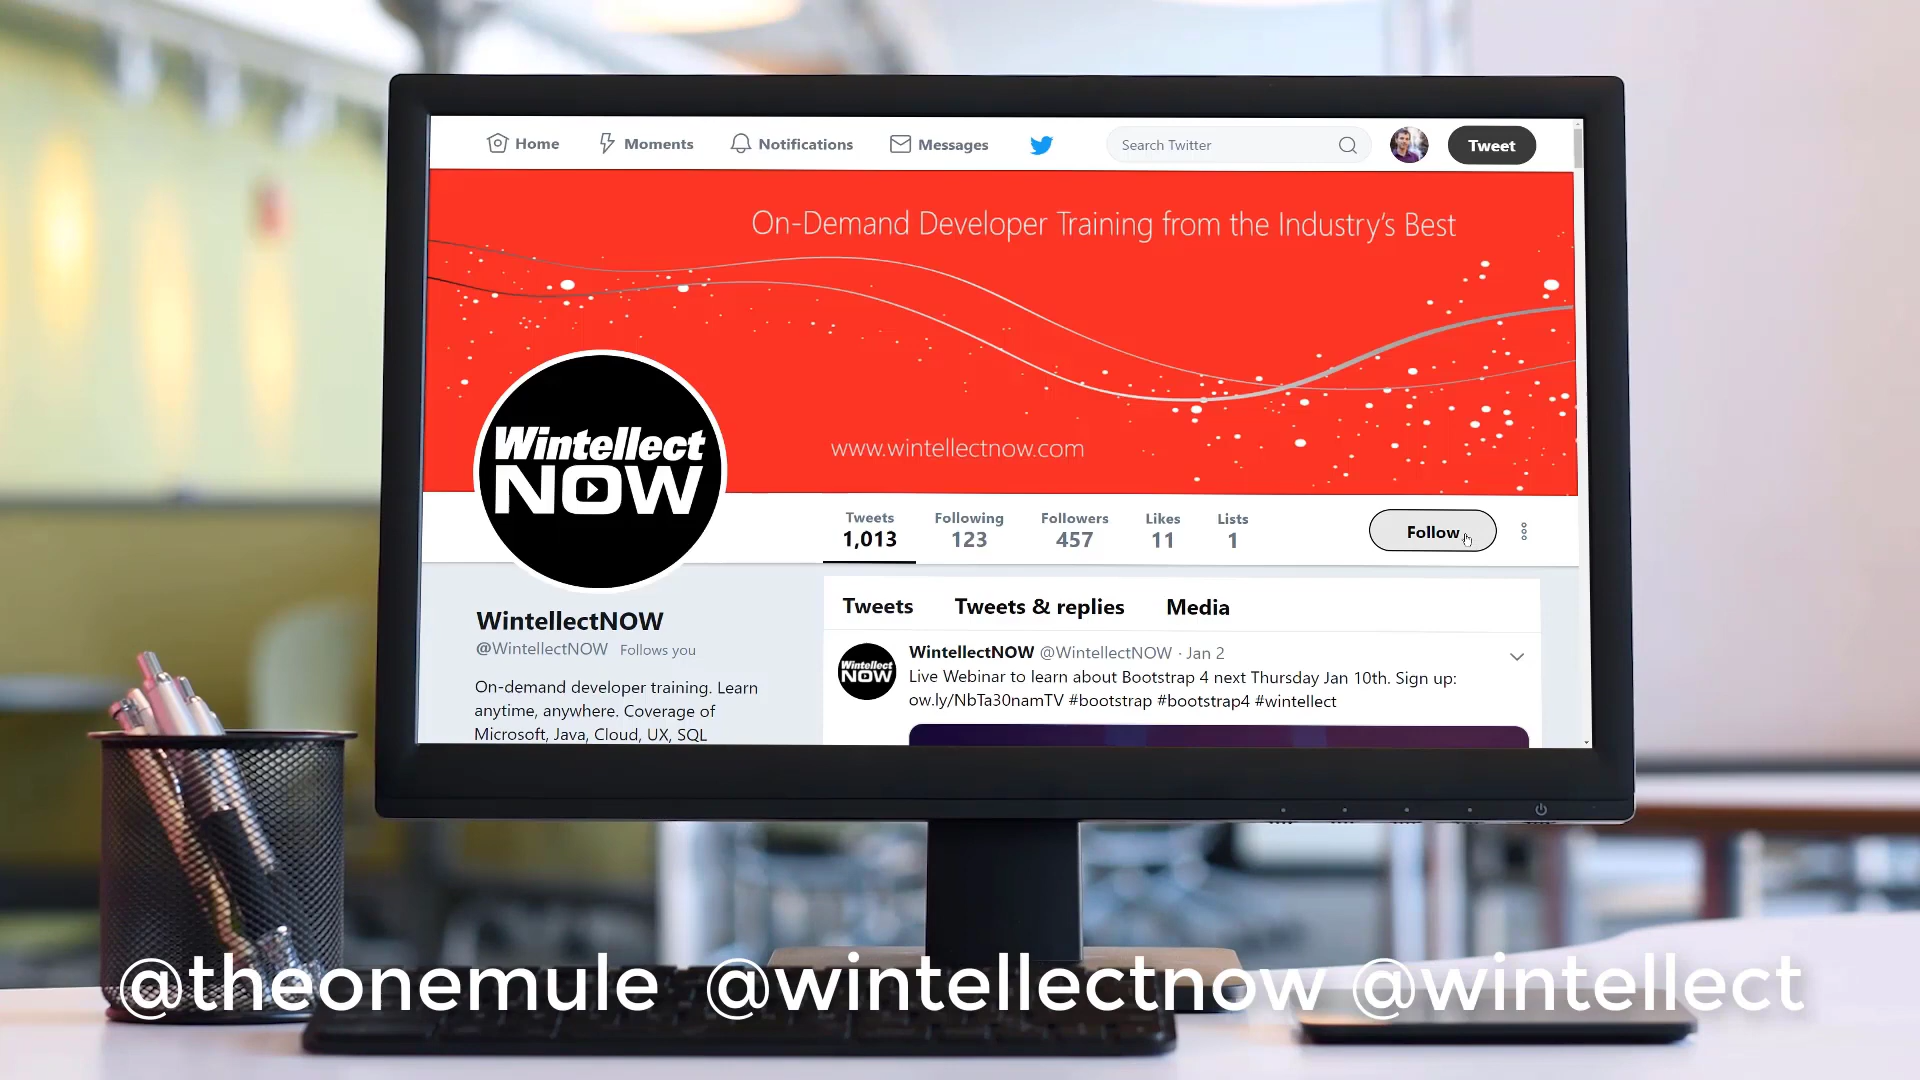 Home Moments Notifications Messages Search Twitter Tweet
On-Demand Developer Training from the Industry's Best
Wintellect
NOW
www.wintellectnow.com
Tweets Following Followers Likes Lists
1,013 123 457 11 1
Follow
WintellectNOW
@WintellectNOW Follows you
On-demand developer training. Learn
anytime, anywhere. Coverage of
Microsoft, Java, Cloud, UX, SQL
Tweets Tweets & replies Media
Wintellect
NOW
WintellectNOW @WintellectNOW · Jan 2
Live Webinar to learn about Bootstrap 4 next Thursday Jan 10th. Sign up:
ow.ly/NbTa30namTV #bootstrap #bootstrap4 #wintellect
@theonemule @wintellectnow @wintellect